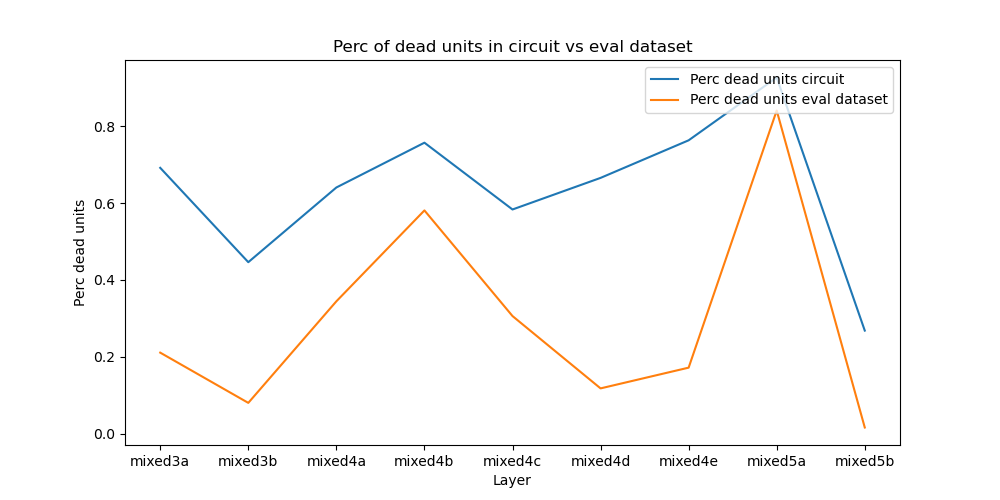 Perc of dead units in circuit vs eval dataset
Perc dead units circuit
Perc dead units eval dataset
Perc dead units
0.8
0.6
0.4
0.2
0.0
mixed3a mixed3b mixed4a mixed4b mixed4c mixed4d mixed4e mixed5a mixed5b
Layer